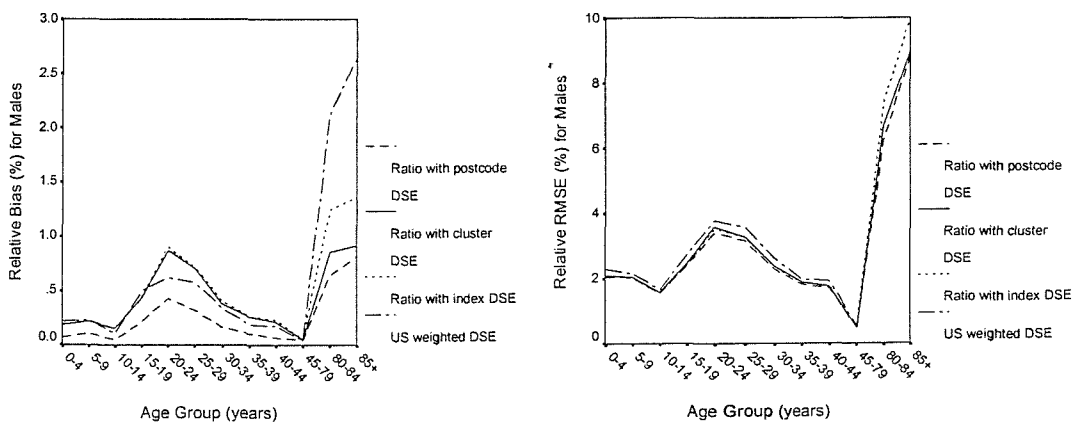 3.0
2.5
2.0
1.5
1.0
.5
0.0
Relative Bias (%) for Males
0-4
5-9
10-14
15-19
20-24
25-29
30-34
35-39
40-44
45-79
80-84
85+
Age Group (years)
Ratio with postcode
DSE
Ratio with cluster
DSE
Ratio with index DSE
US weighted DSE
10
8
6
4
2
0
Relative RMSE (%) for Males
0-4
5-9
10-14
15-19
20-24
25-29
30-34
35-39
40-44
45-79
80-84
85+
Age Group (years)
Ratio with postcode
DSE
Ratio with cluster
DSE
Ratio with index DSE
US weighted DSE